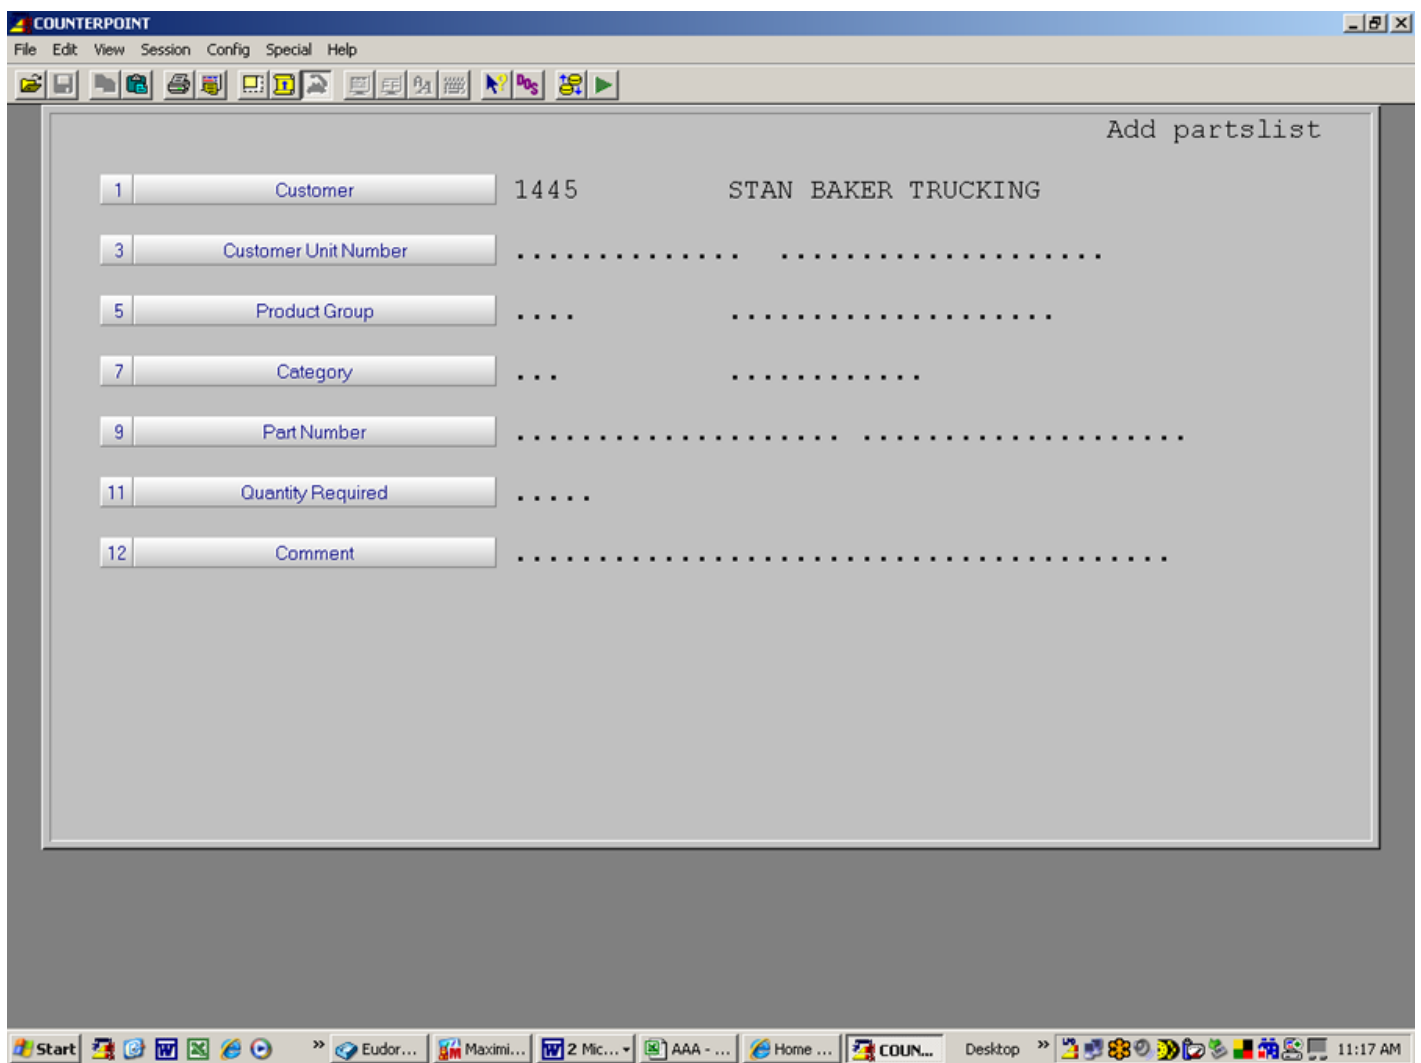 COUNTERPOINT
File Edit View Session Config Special Help
DOS
Add partslist
1 Customer 1445 STAN BAKER TRUCKING
3 Customer Unit Number .............. ....................
5 Product Group .... ....................
7 Category ... ............
9 Part Number .................... ....................
11 Quantity Required .....
12 Comment ........................................
Start » Eudor... Maximi... 2 Mic... AAA - ... Home ... COUN... Desktop » 11:17 AM